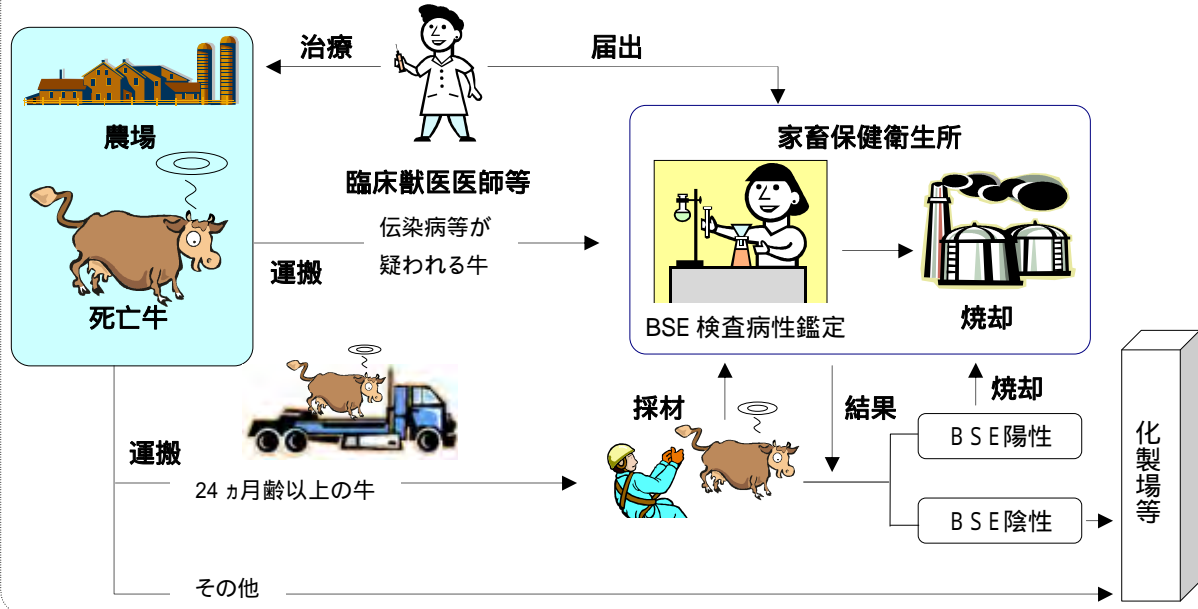 治療
届出
農場
家畜保健衛生所
臨床獣医医師等
伝染病等が
疑われる牛
運搬
死亡牛
BSE 検査病性鑑定
焼却
運搬
24 ヵ月齢以上の牛
採材
結果
焼却
ＢＳＥ陽性
ＢＳＥ陰性
化製場等
その他